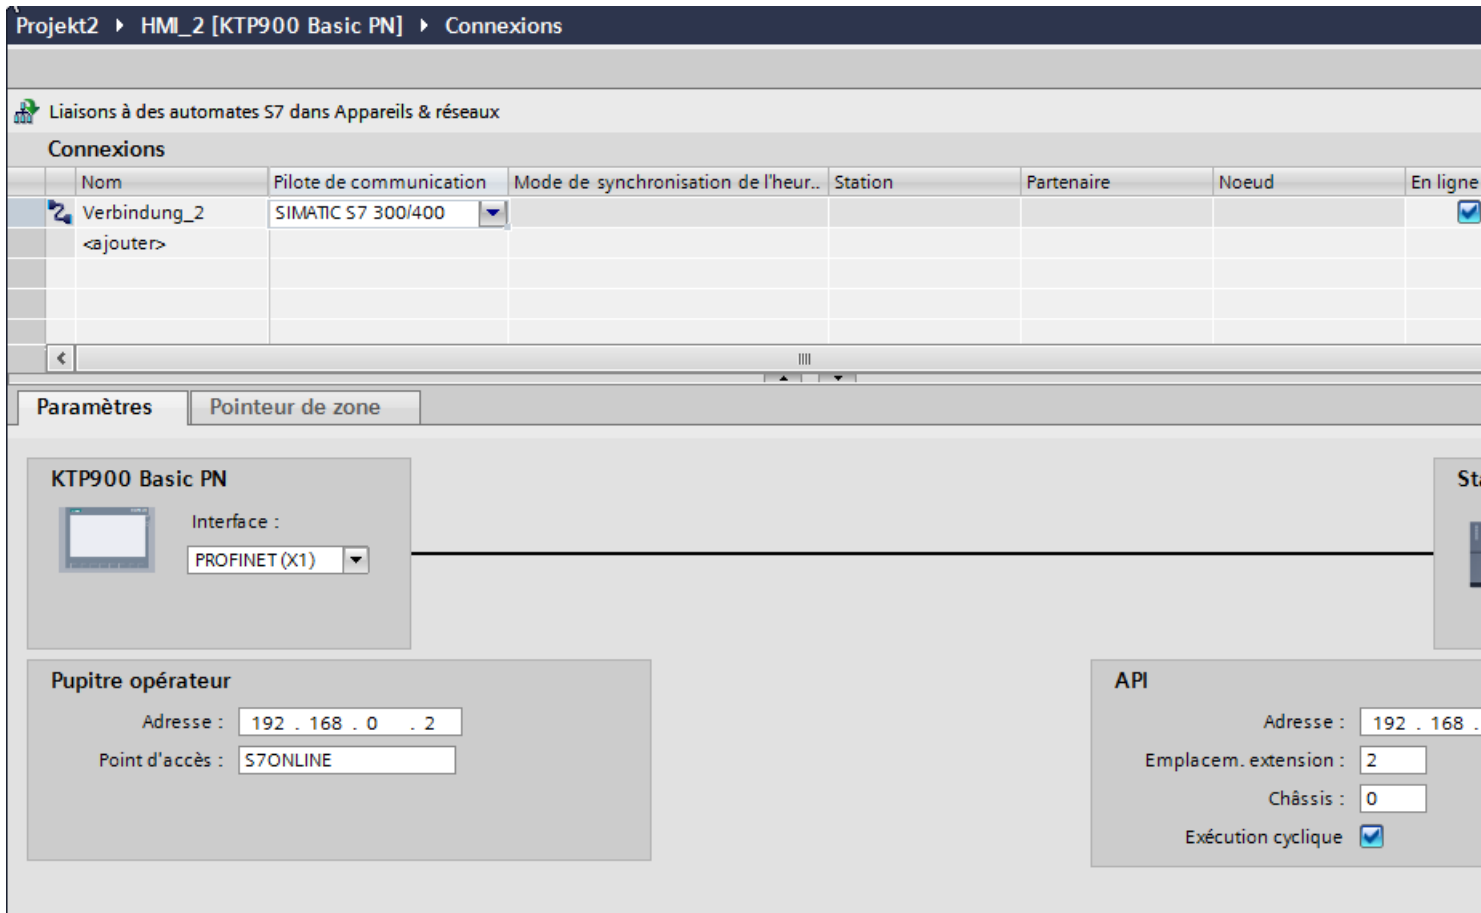 Projekt2 ▸ HMI_2 [KTP900 Basic PN] ▸ Connexions
Liaisons à des automates S7 dans Appareils & réseaux
Connexions
Nom Pilote de communication Mode de synchronisation de l'heur.. Station Partenaire Noeud En ligne
Verbindung_2 SIMATIC S7 300/400
<ajouter>
Paramètres Pointeur de zone
KTP900 Basic PN
Interface :
PROFINET (X1)
Pupitre opérateur
Adresse : 192 . 168 . 0 . 2
Point d'accès : S7ONLINE
API
Adresse : 192 . 168 .
Emplacem. extension : 2
Châssis : 0
Exécution cyclique